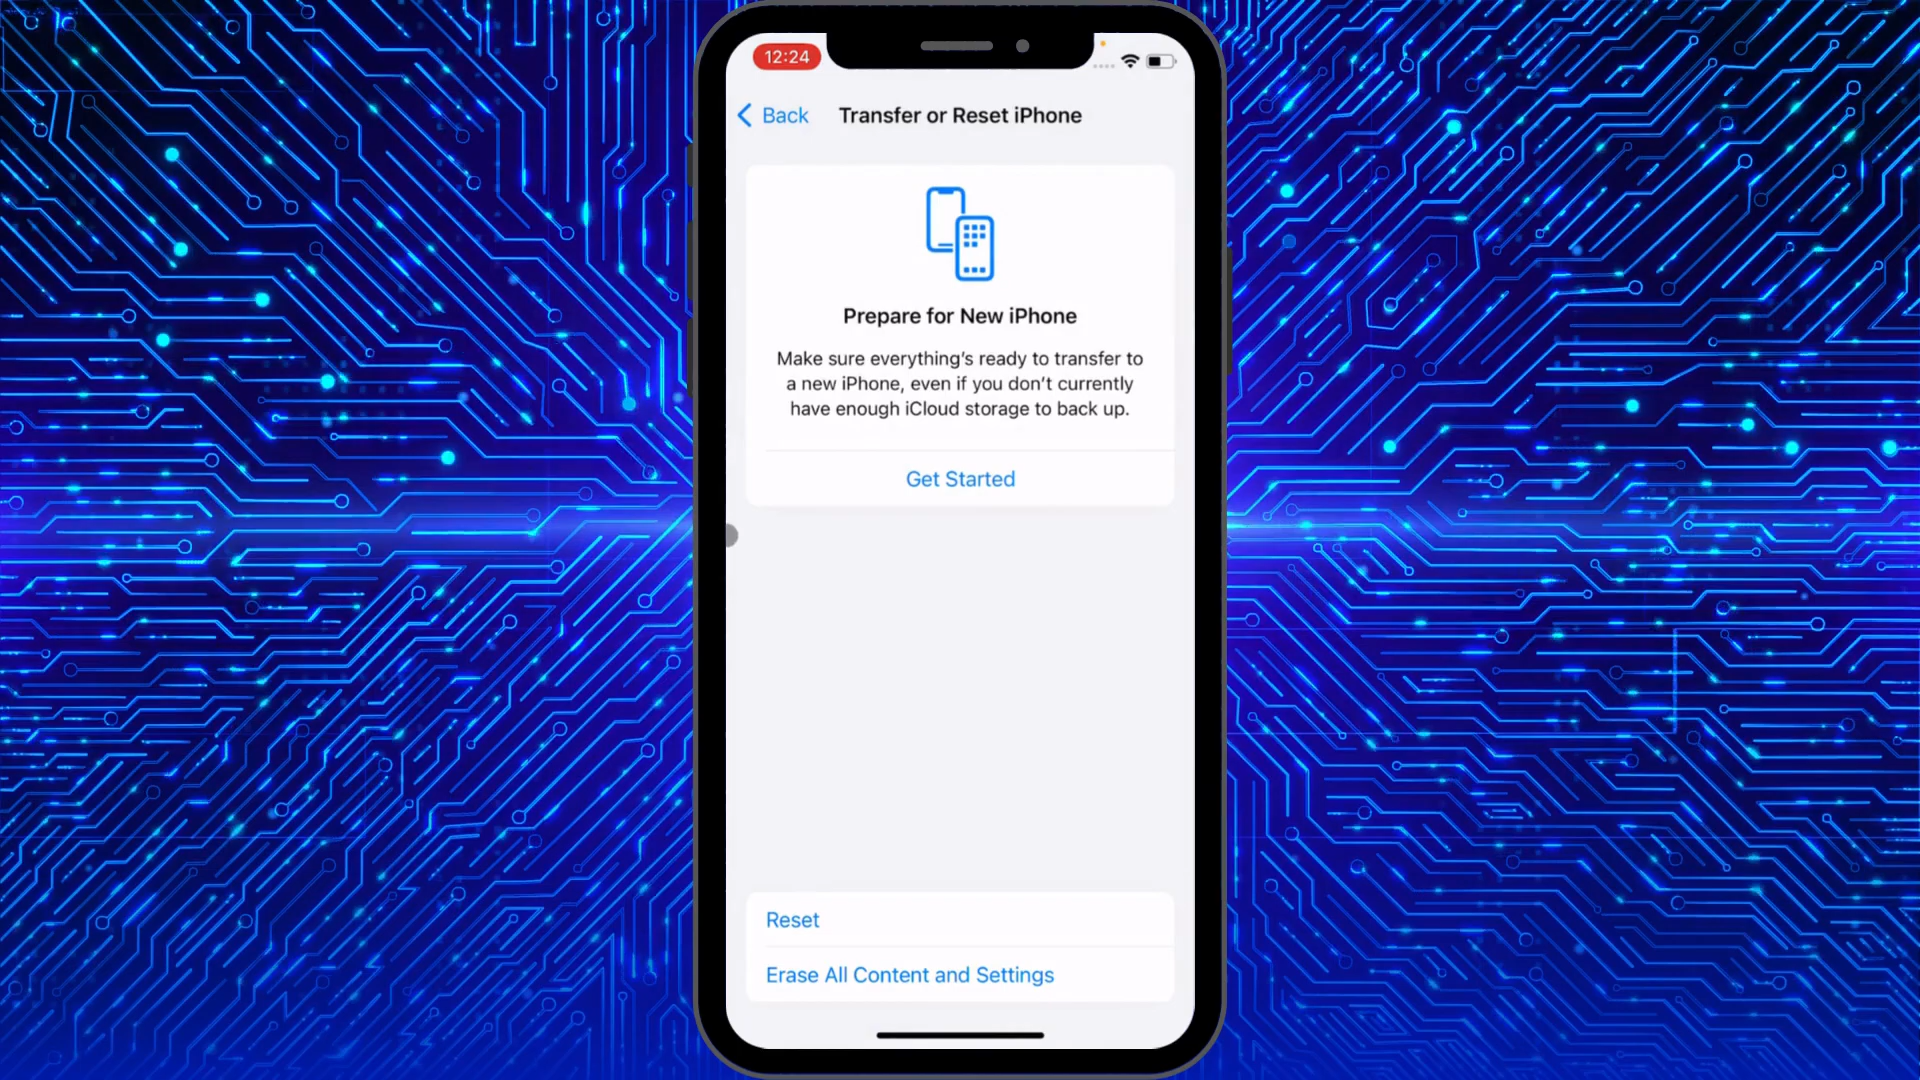 12:24
Back
Transfer or Reset iPhone
Prepare for New iPhone
Make sure everything's ready to transfer to
a new iPhone, even if you don't currently
have enough iCloud storage to back up.
Get Started
Reset
Erase All Content and Settings